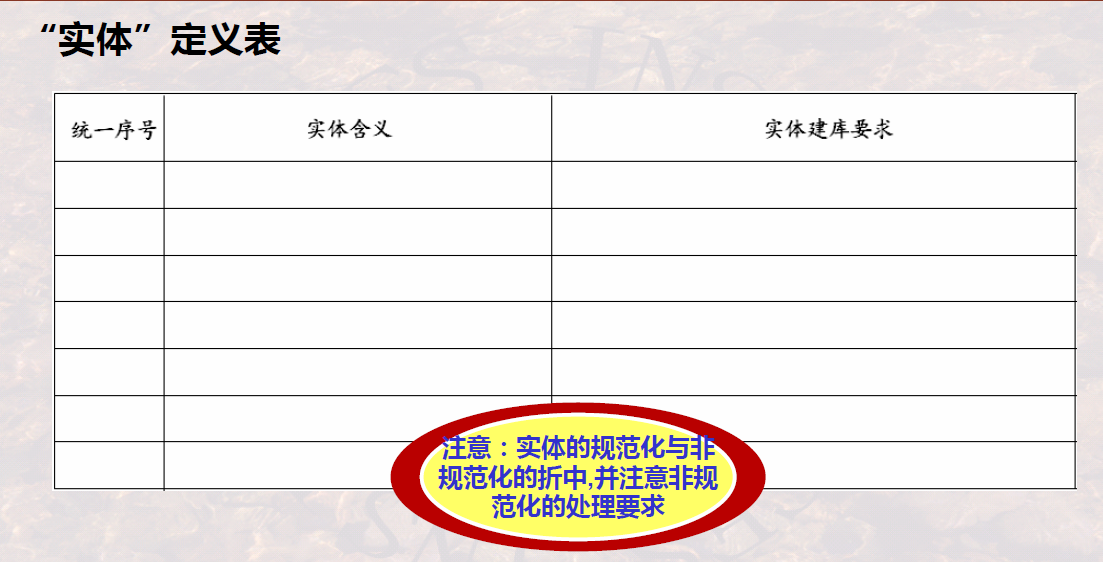 “实体”定义表
统一序号 实体含义 实体建库要求
注意：实体的规范化与非
规范化的折中,并注意非规
范化的处理要求